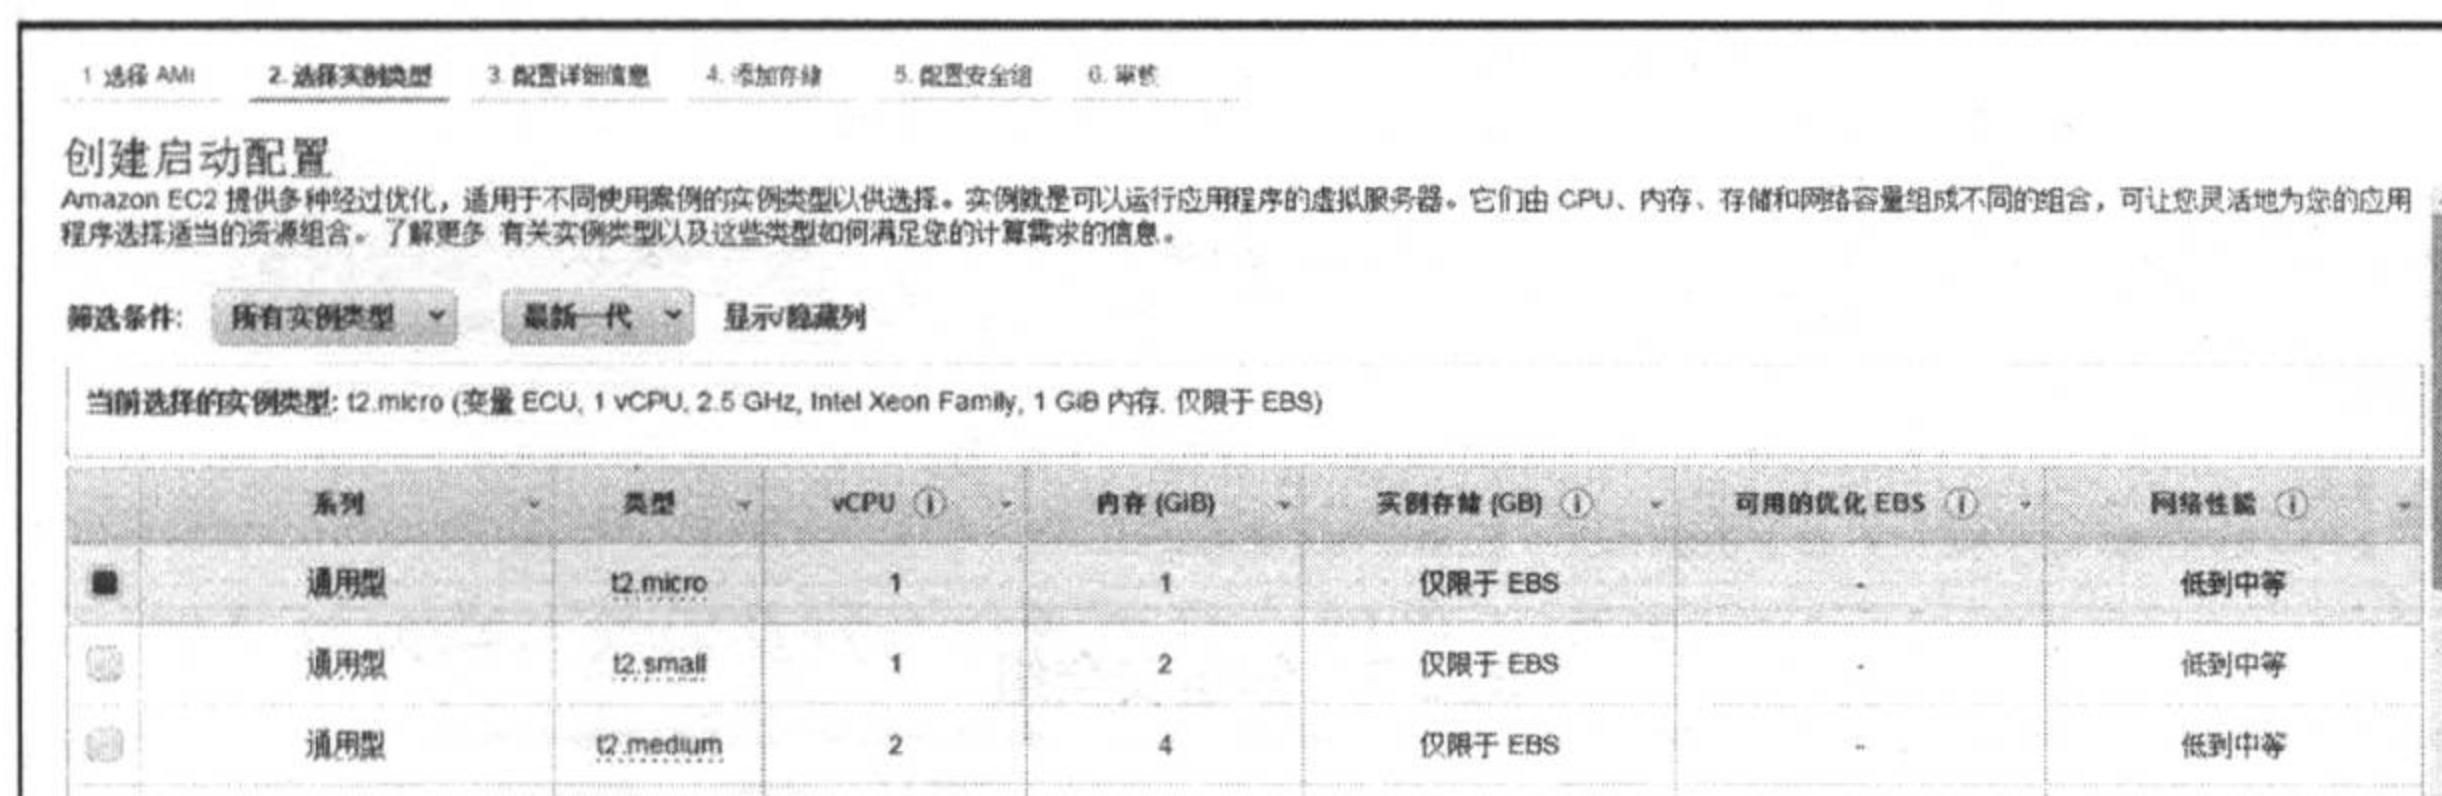 1 选择 AMI 2. 选择实例类型 3. 配置详细信息 4. 添加存储 5. 配置安全组 6. 审核
创建启动配置
Amazon EC2 提供多种经过优化，适用于不同使用案例的实例类型以供选择。实例就是可以运行应用程序的虚拟服务器。它们由 CPU、内存、存储和网络容量组成不同的组合，可让您灵活地为您的应用
程序选择适当的资源组合。了解更多 有关实例类型以及这些类型如何满足您的计算需求的信息。
筛选条件: 所有实例类型 最新一代 显示/隐藏列
当前选择的实例类型: t2.micro (变量 ECU, 1 vCPU, 2.5 GHz, Intel Xeon Family, 1 GiB 内存. 仅限于 EBS)
系列 类型 vCPU 内存 (GiB) 实例存储 (GB) 可用的优化 EBS 网络性能
通用型 t2.micro 1 1 仅限于 EBS - 低到中等
通用型 t2.small 1 2 仅限于 EBS - 低到中等
通用型 t2.medium 2 4 仅限于 EBS - 低到中等